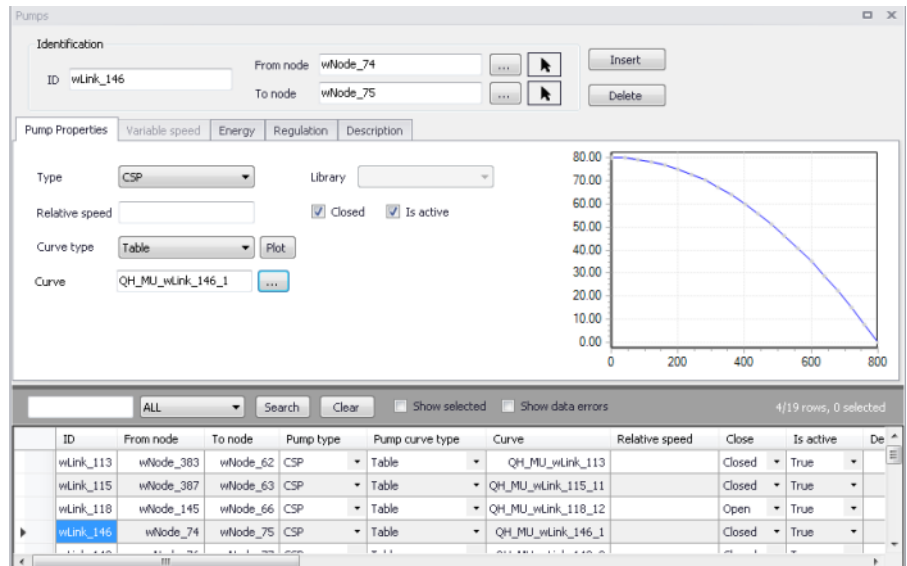 Pumps
Identification
ID wLink_146
From node wNode_74 ... Insert
To node wNode_75 ... Delete
Pump Properties Variable speed Energy Regulation Description
Type CSP Library
Relative speed Closed Is active
Curve type Table Plot
Curve QH_MU_wLink_146_1 ...
80.00
70.00
60.00
50.00
40.00
30.00
20.00
10.00
0.00
0 200 400 600 800
ALL Search Clear Show selected Show data errors 4/19 rows, 0 selected
ID From node To node Pump type Pump curve type Curve Relative speed Close Is active De
wLink_113 wNode_383 wNode_62 CSP Table QH_MU_wLink_113 Closed True
wLink_115 wNode_387 wNode_63 CSP Table QH_MU_wLink_115_11 Closed True
wLink_118 wNode_145 wNode_66 CSP Table QH_MU_wLink_118_12 Open True
wLink_146 wNode_74 wNode_75 CSP Table QH_MU_wLink_146_1 Closed True